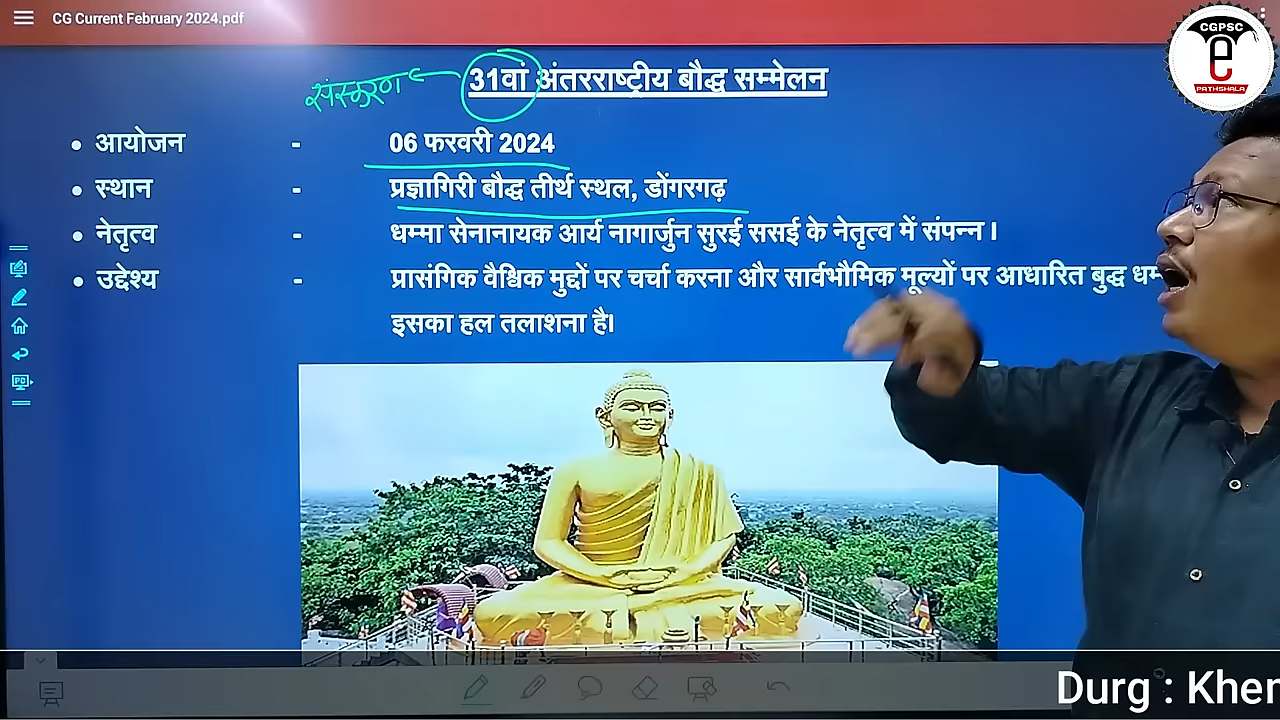 CG Current February 2024.pdf
CGPSC
e
PATHSHALA
संस्करण
31वां अंतरराष्ट्रीय बौद्ध सम्मेलन
• आयोजन - 06 फरवरी 2024
• स्थान - प्रज्ञागिरी बौद्ध तीर्थ स्थल, डोंगरगढ़
• नेतृत्व - धम्मा सेनानायक आर्य नागार्जुन सुरई ससई के नेतृत्व में संपन्न ।
• उद्देश्य - प्रासंगिक वैश्विक मुद्दों पर चर्चा करना और सार्वभौमिक मूल्यों पर आधारित बुद्ध
इसका हल तलाशना है।
Durg : Kher